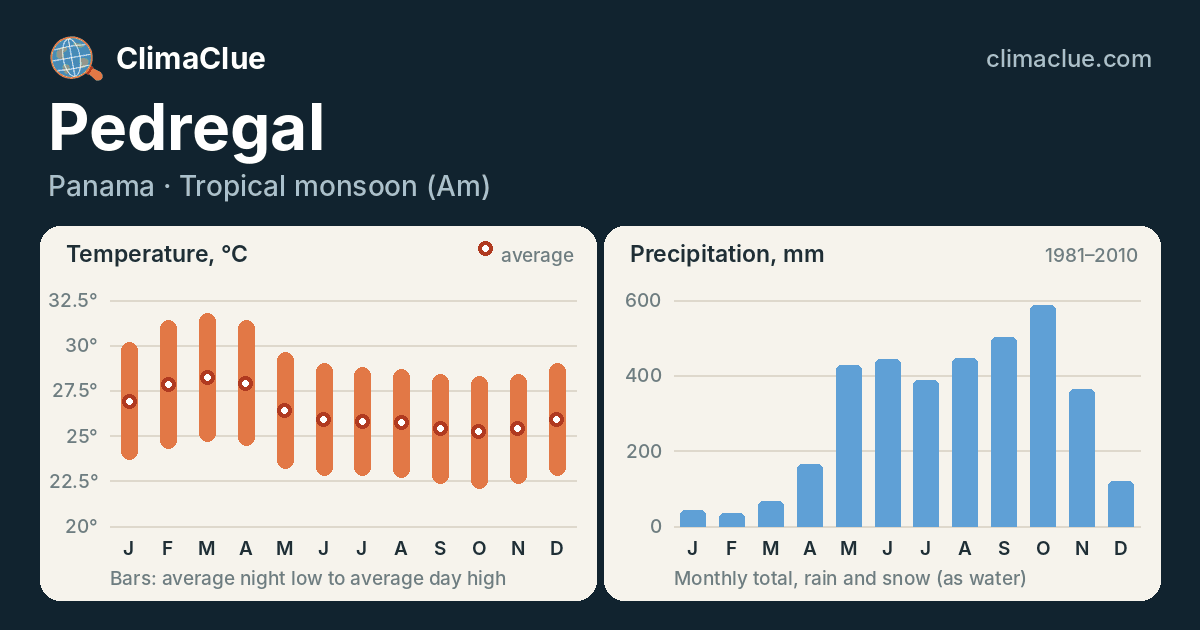 ClimaClue
climaclue.com
Pedregal
Panama · Tropical monsoon (Am)
Temperature, °C
average
32.5°
30°
27.5°
25°
22.5°
20°
J F M A M J J A S O N D
Bars: average night low to average day high
Precipitation, mm
1981–2010
600
400
200
0
J F M A M J J A S O N D
Monthly total, rain and snow (as water)